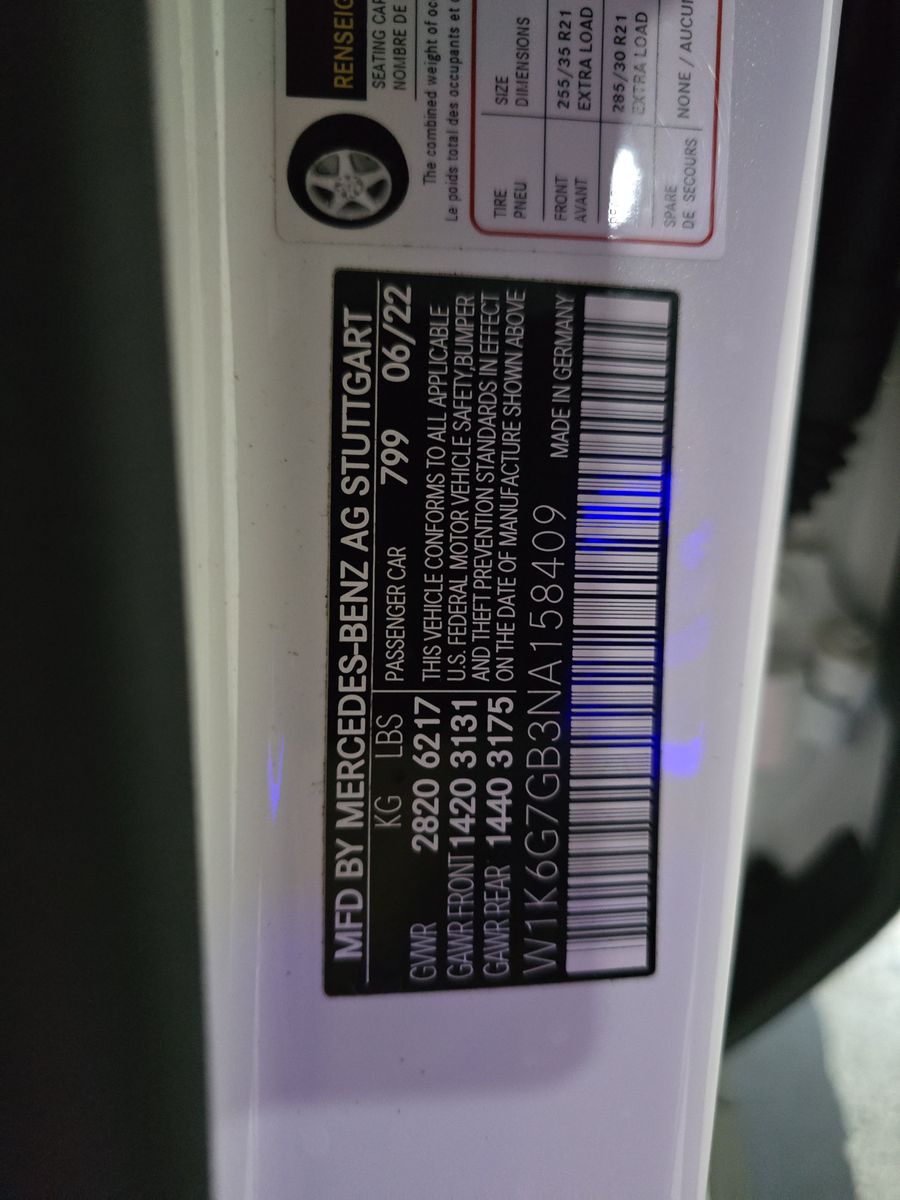 MFD BY MERCEDES-BENZ AG STUTTGART
KG LBS PASSENGER CAR 799 06/22
GVWR 2820 6217 THIS VEHICLE CONFORMS TO ALL APPLICABLE
GAWR FRONT 1420 3131 U.S. FEDERAL MOTOR VEHICLE SAFETY,BUMPER
GAWR REAR 1440 3175 AND THEFT PREVENTION STANDARDS IN EFFECT
ON THE DATE OF MANUFACTURE SHOWN ABOVE
W1K6G7GB3NA158409 MADE IN GERMANY
RENSEIG
SEATING CAP
NOMBRE DE
The combined weight of oc
Le poids total des occupants et c
TIRE SIZE
PNEU DIMENSIONS
FRONT 255/35 R21
AVANT EXTRA LOAD
285/30 R21
EXTRA LOAD
SPARE NONE / AUCU
DE SECOURS